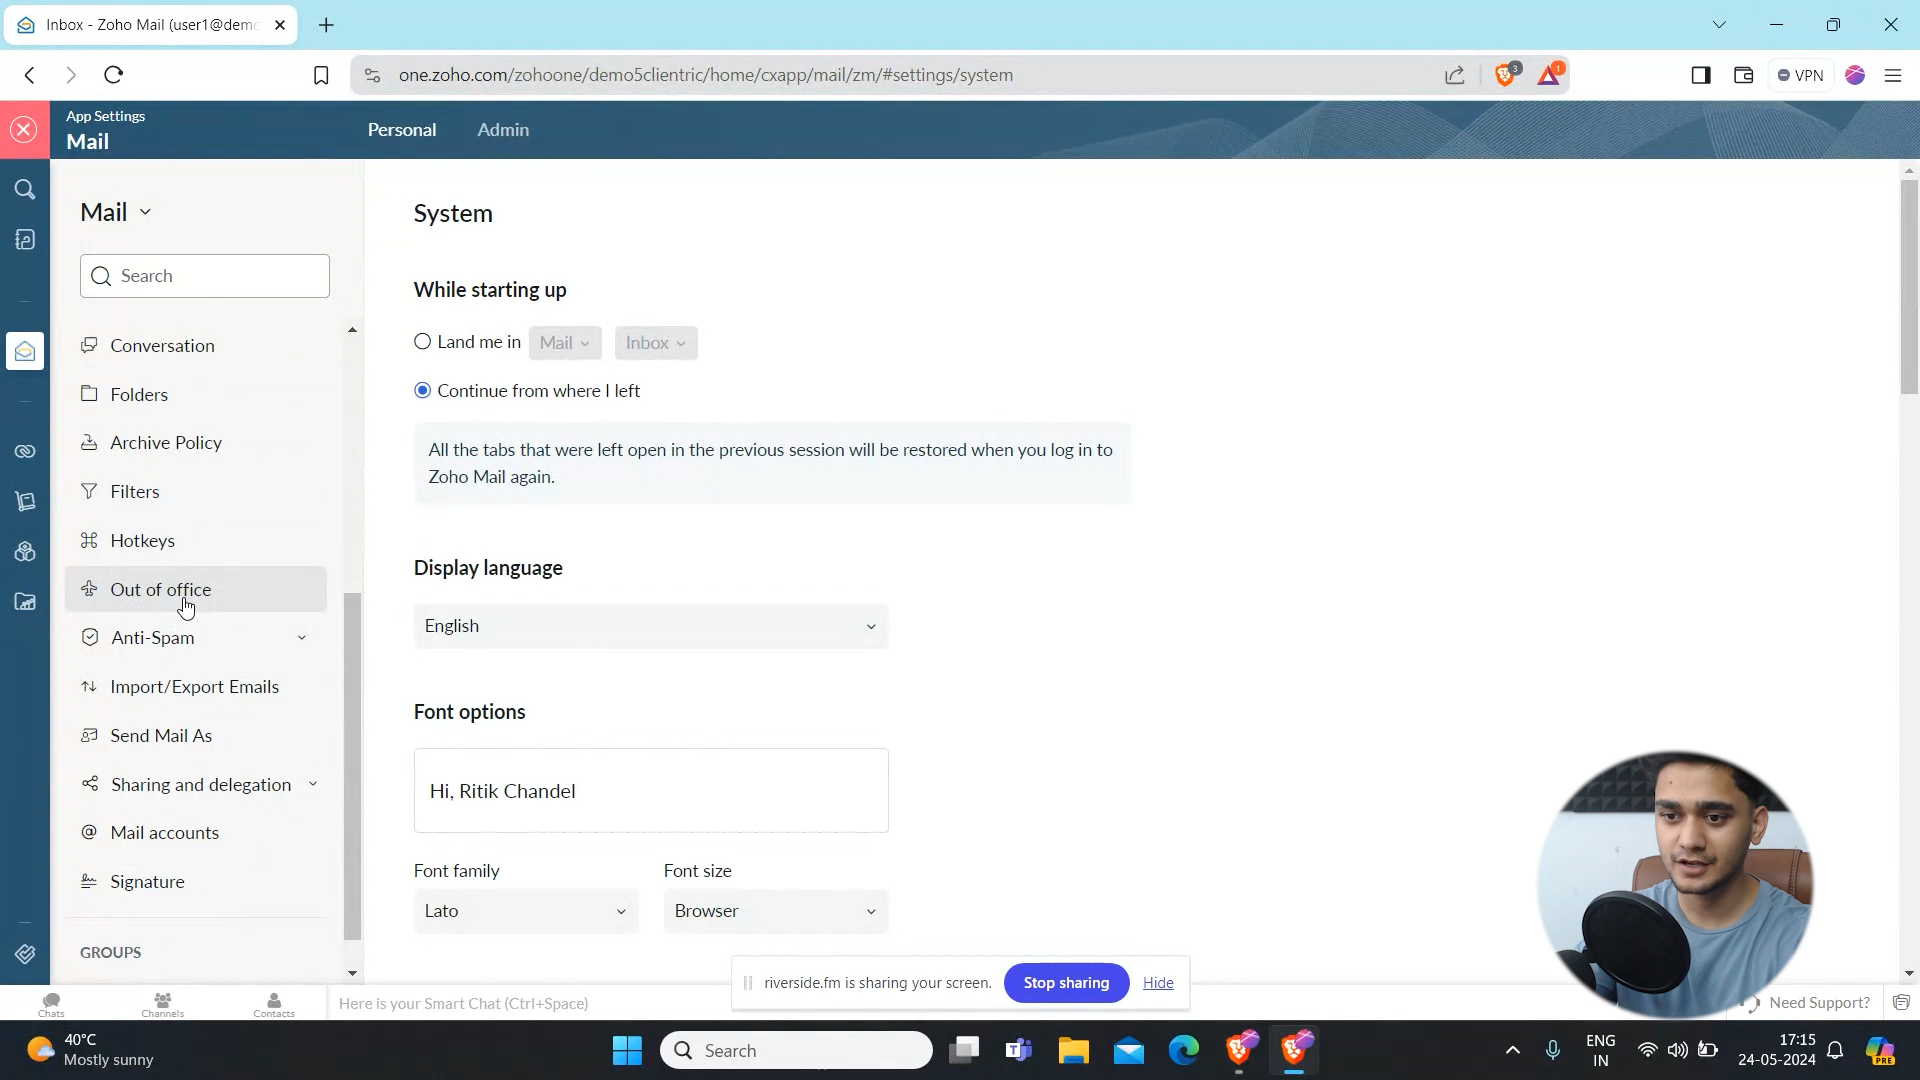 Inbox - Zoho Mail (user1@demo
one.zoho.com/zohoone/demo5clientric/home/cxapp/mail/zm/#settings/system
3
1
VPN
App Settings
Mail
Personal
Admin
Mail
Search
Conversation
Folders
Archive Policy
Filters
Hotkeys
Out of office
Anti-Spam
Import/Export Emails
Send Mail As
Sharing and delegation
Mail accounts
Signature
GROUPS
System
While starting up
Land me in Mail Inbox
Continue from where I left
All the tabs that were left open in the previous session will be restored when you log in to
Zoho Mail again.
Display language
English
Font options
Hi, Ritik Chandel
Font family Font size
Lato Browser
riverside.fm is sharing your screen. Stop sharing Hide
Chats Channels Contacts
Here is your Smart Chat (Ctrl+Space)
Need Support?
40°C
Mostly sunny
Search
ENG
IN
17:15
24-05-2024
PRE